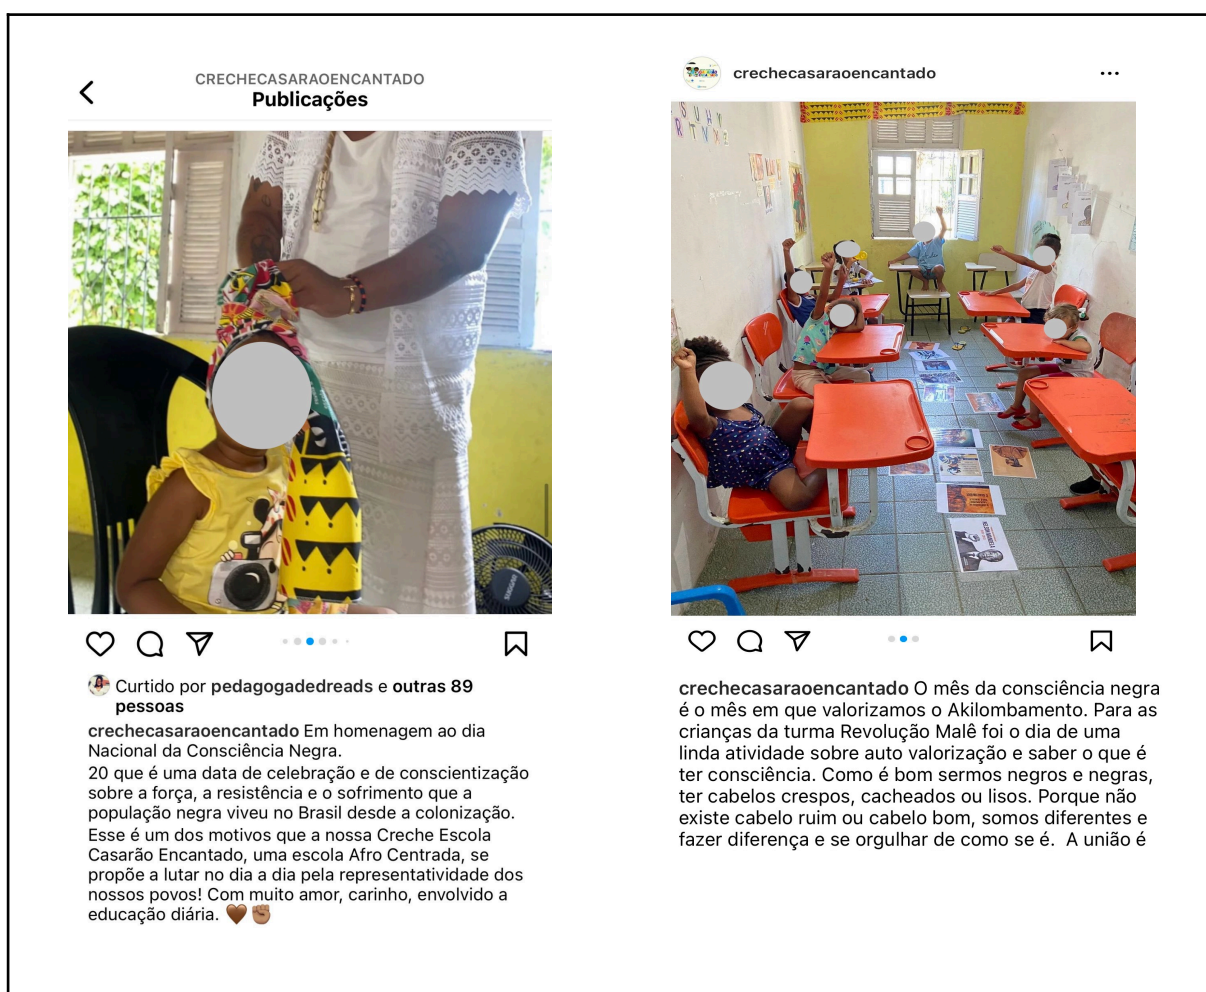 CRECHECASARAOENCANTADO
Publicações
Curtido por pedagogadedreads e outras 89
pessoas
crechecasaraoencantado Em homenagem ao dia
Nacional da Consciência Negra.
20 que é uma data de celebração e de conscientização
sobre a força, a resistência e o sofrimento que a
população negra viveu no Brasil desde a colonização.
Esse é um dos motivos que a nossa Creche Escola
Casarão Encantado, uma escola Afro Centrada, se
propõe a lutar no dia a dia pela representatividade dos
nossos povos! Com muito amor, carinho, envolvido a
educação diária. 🤎✊🏽
crechecasaraoencantado
S U H Y
R T V X Z
crechecasaraoencantado O mês da consciência negra
é o mês em que valorizamos o Akilombamento. Para as
crianças da turma Revolução Malê foi o dia de uma
linda atividade sobre auto valorização e saber o que é
ter consciência. Como é bom sermos negros e negras,
ter cabelos crespos, cacheados ou lisos. Porque não
existe cabelo ruim ou cabelo bom, somos diferentes e
fazer diferença e se orgulhar de como se é. A união é